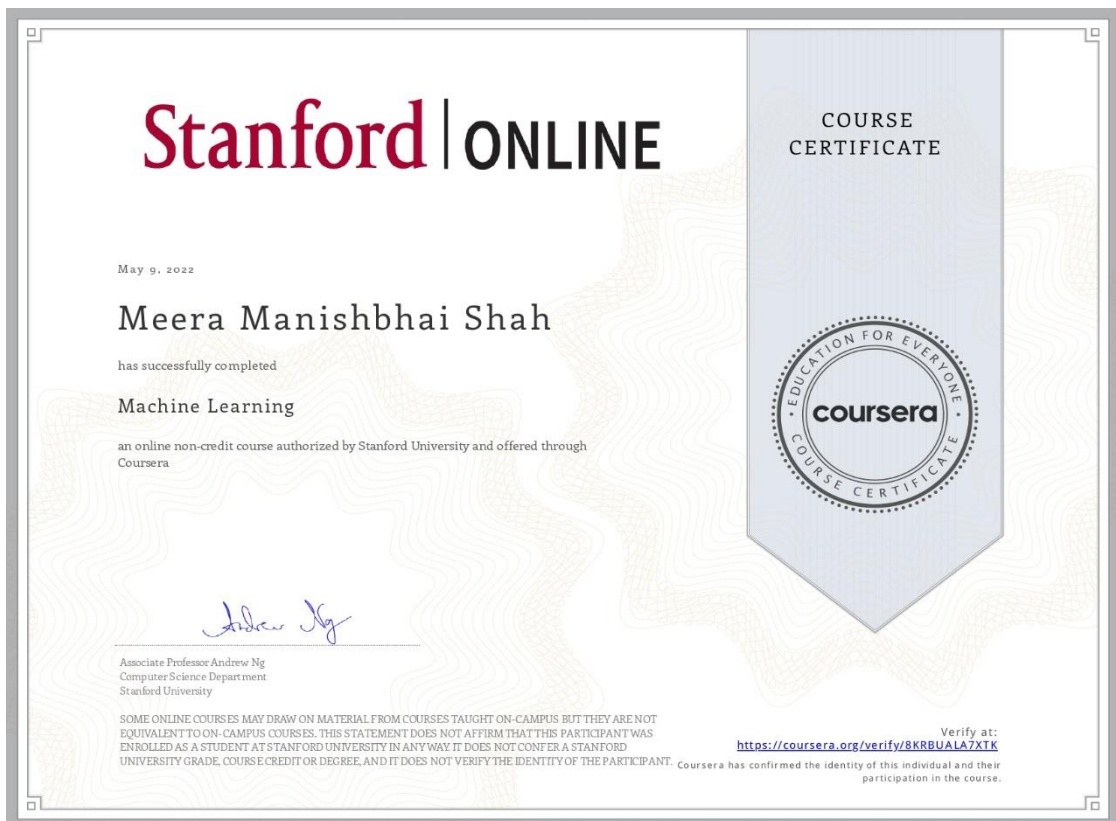 Stanford | ONLINE
COURSE
CERTIFICATE
May 9, 2022
Meera Manishbhai Shah
has successfully completed
Machine Learning
an online non-credit course authorized by Stanford University and offered through
Coursera
EDUCATION FOR EVERYONE
coursera
COURSE CERTIFICATE
Andrew Ng
Associate Professor Andrew Ng
Computer Science Department
Stanford University
SOME ONLINE COURSES MAY DRAW ON MATERIAL FROM COURSES TAUGHT ON-CAMPUS BUT THEY ARE NOT
EQUIVALENT TO ON-CAMPUS COURSES. THIS STATEMENT DOES NOT AFFIRM THAT THIS PARTICIPANT WAS
ENROLLED AS A STUDENT AT STANFORD UNIVERSITY IN ANY WAY. IT DOES NOT CONFER A STANFORD
UNIVERSITY GRADE, COURSE CREDIT OR DEGREE, AND IT DOES NOT VERIFY THE IDENTITY OF THE PARTICIPANT.
Verify at:
https://coursera.org/verify/8KRBUALA7XTK
Coursera has confirmed the identity of this individual and their
participation in the course.